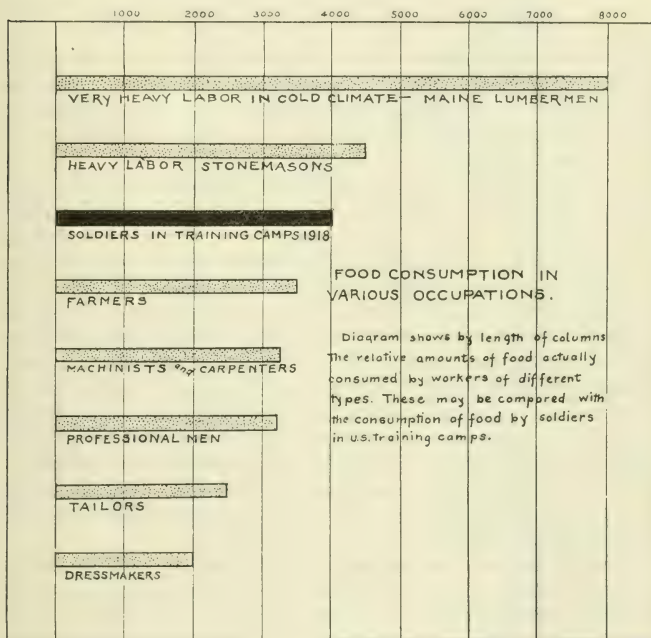 1000 2000 3000 4000 5000 6000 7000 8000
VERY HEAVY LABOR IN COLD CLIMATE— MAINE LUMBERMEN
HEAVY LABOR STONEMASONS
SOLDIERS IN TRAINING CAMPS 1918
FARMERS
MACHINISTS and CARPENTERS
PROFESSIONAL MEN
TAILORS
DRESSMAKERS
FOOD CONSUMPTION IN
VARIOUS OCCUPATIONS.
Diagram shows by length of columns
The relative amounts of food actually
consumed by workers of different
types. These may be compared with
the consumption of food by soldiers
in U.S. Training camps.